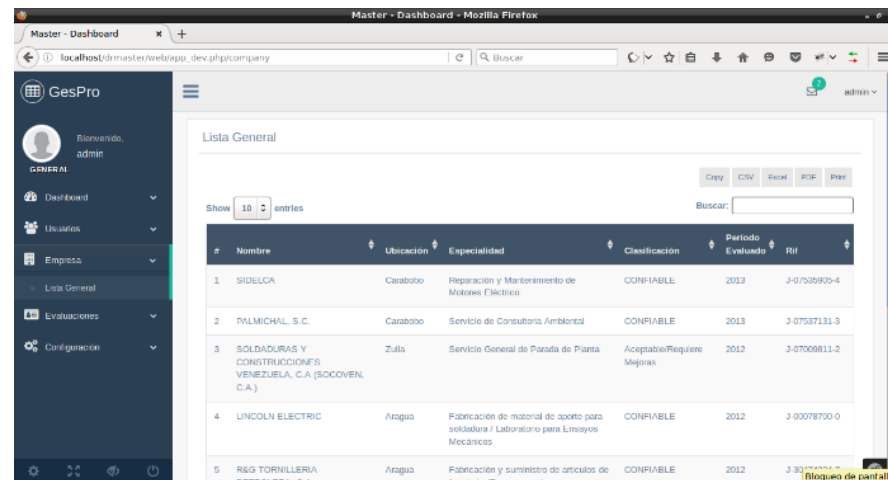 Master - Dashboard - Mozilla Firefox
Master - Dashboard
localhost/drmaster/web/app_dev.php/company
Buscar
GesPro
2
admin
Bienvenido,
admin
GENERAL
Dashboard
Usuarios
Empresa
Lista General
Evaluaciones
Configuración
Lista General
Copy CSV Excel PDF Print
Show 10 entries
Buscar:
# Nombre Ubicación Especialidad Clasificación Período Evaluado Rif
1 SIDELCA Carabobo Reparación y Mantenimiento de Motores Eléctrico CONFIABLE 2013 J-07535905-4
2 PALMICHAL, S.C. Carabobo Servicio de Consultoria Ambiental CONFIABLE 2013 J-07537131-3
3 SOLDADURAS Y CONSTRUCCIONES VENEZUELA, C.A (SOCOVEN, C.A.) Zulia Servicio General de Parada de Planta Aceptable/Requiere Mejoras 2012 J-07009811-2
4 LINCOLN ELECTRIC Aragua Fabricación de material de aporte para soldadura / Laboratorio para Ensayos Mecánicos CONFIABLE 2012 J-00078700-0
5 R&G TORNILLERIA Aragua Fabricación y suministro de articulos de CONFIABLE 2012
Bloqueo de pantall